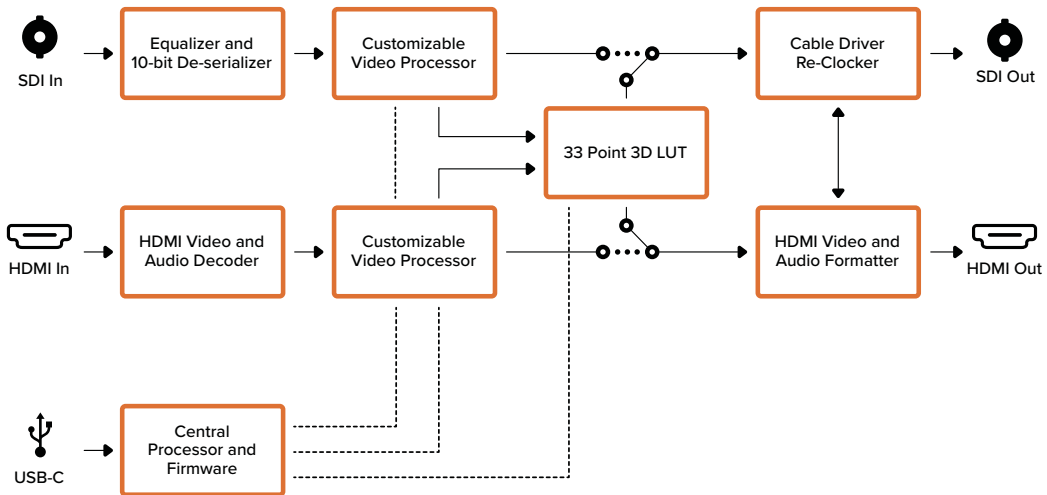 SDI In
Equalizer and
10-bit De-serializer
Customizable
Video Processor
Cable Driver
Re-Clocker
SDI Out
33 Point 3D LUT
HDMI In
HDMI Video and
Audio Decoder
Customizable
Video Processor
HDMI Video and
Audio Formatter
HDMI Out
USB-C
Central
Processor and
Firmware